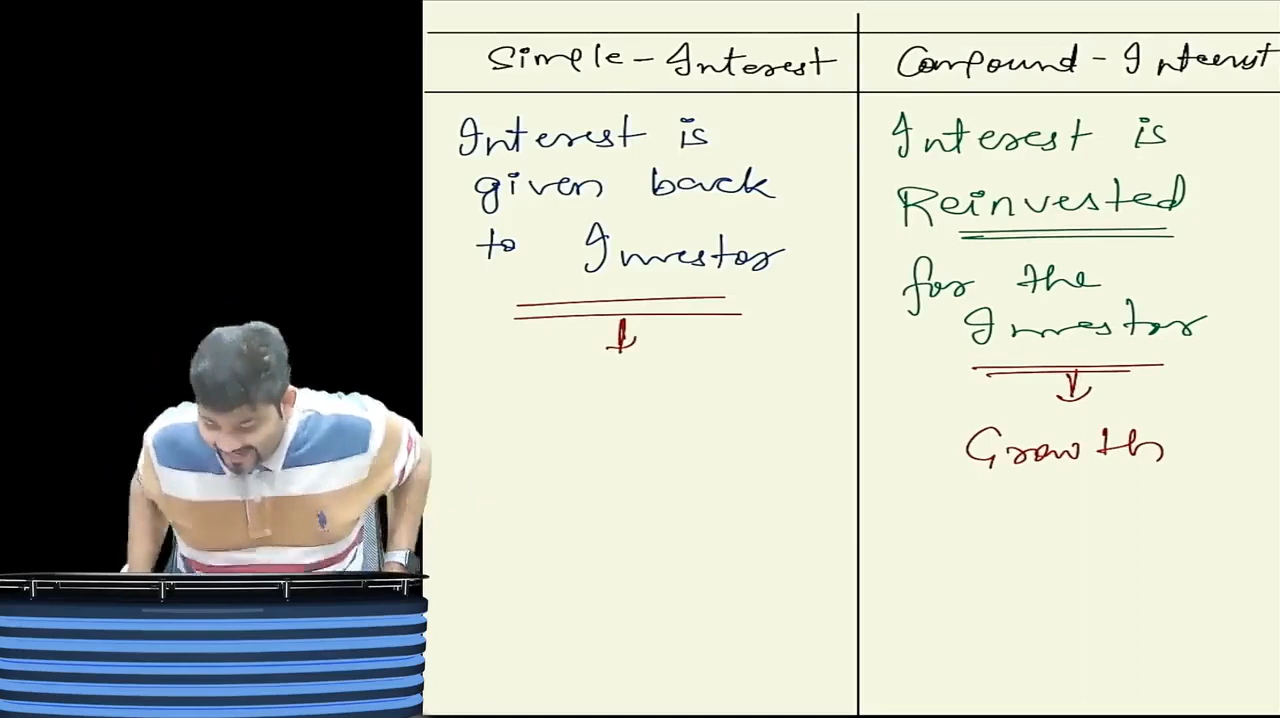 Simple - Interest
Compound - Interest
Interest is
given back
to Investor
Interest is
Reinvested
for the
Investor
Growth